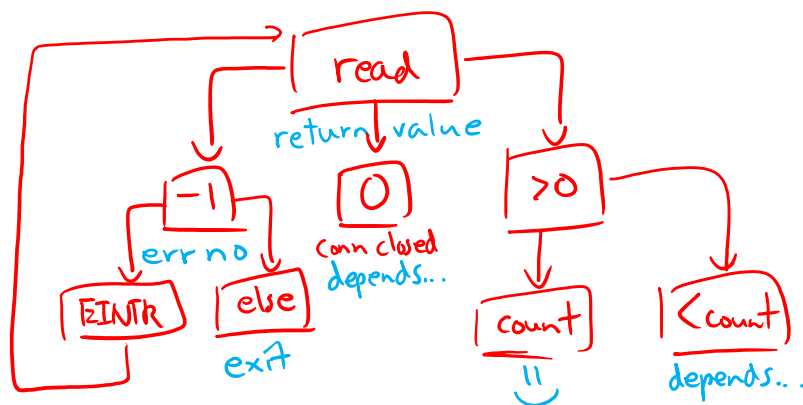 read
return value
-1
0
>0
errno
conn closed
depends...
EINTR
else
count
<count
exit
depends...